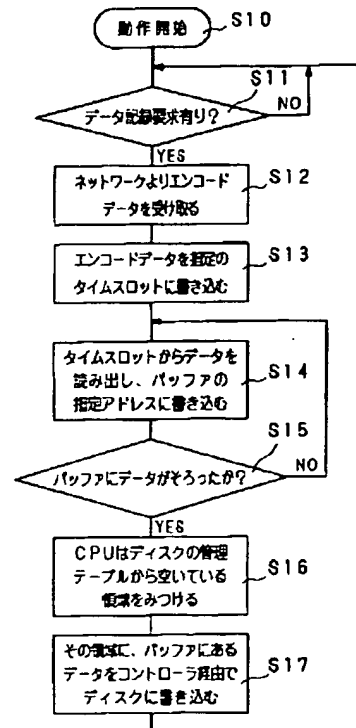 動作開始
S10
S11
データ記録要求有り?
NO
YES
ネットワークよりエンコード
データを受け取る
S12
エンコードデータを指定の
タイムスロットに書き込む
S13
タイムスロットからデータを
読み出し、バッファの
指定アドレスに書き込む
S14
S15
バッファにデータがそろったか?
NO
YES
CPUはディスクの管理
テーブルから空いている
領域をみつける
S16
その領域に、バッファにある
データをコントローラ経由で
ディスクに書き込む
S17